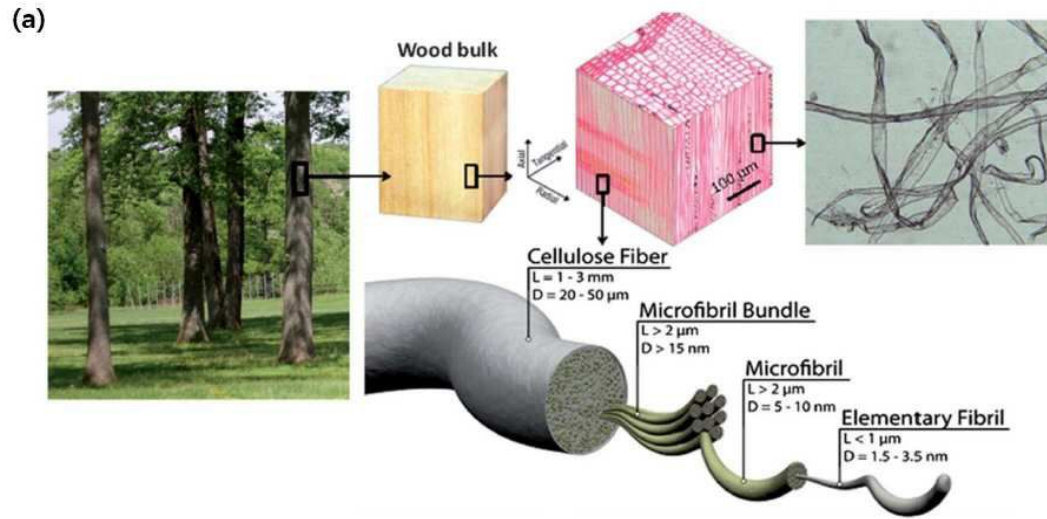 (a)
Wood bulk
Axial
Tangential
Radial
100 µm
Cellulose Fiber
L = 1 - 3 mm
D = 20 - 50 µm
Microfibril Bundle
L > 2 µm
D > 15 nm
Microfibril
L > 2 µm
D = 5 - 10 nm
Elementary Fibril
L < 1 µm
D = 1.5 - 3.5 nm